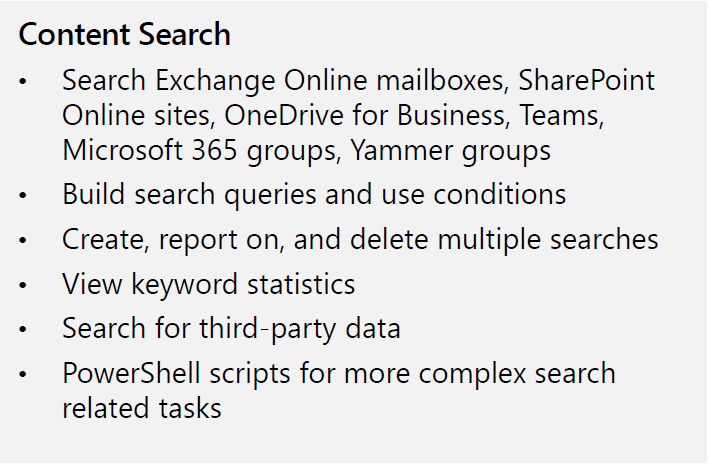 Content Search
• Search Exchange Online mailboxes, SharePoint
Online sites, OneDrive for Business, Teams,
Microsoft 365 groups, Yammer groups
• Build search queries and use conditions
• Create, report on, and delete multiple searches
• View keyword statistics
• Search for third-party data
• PowerShell scripts for more complex search
related tasks